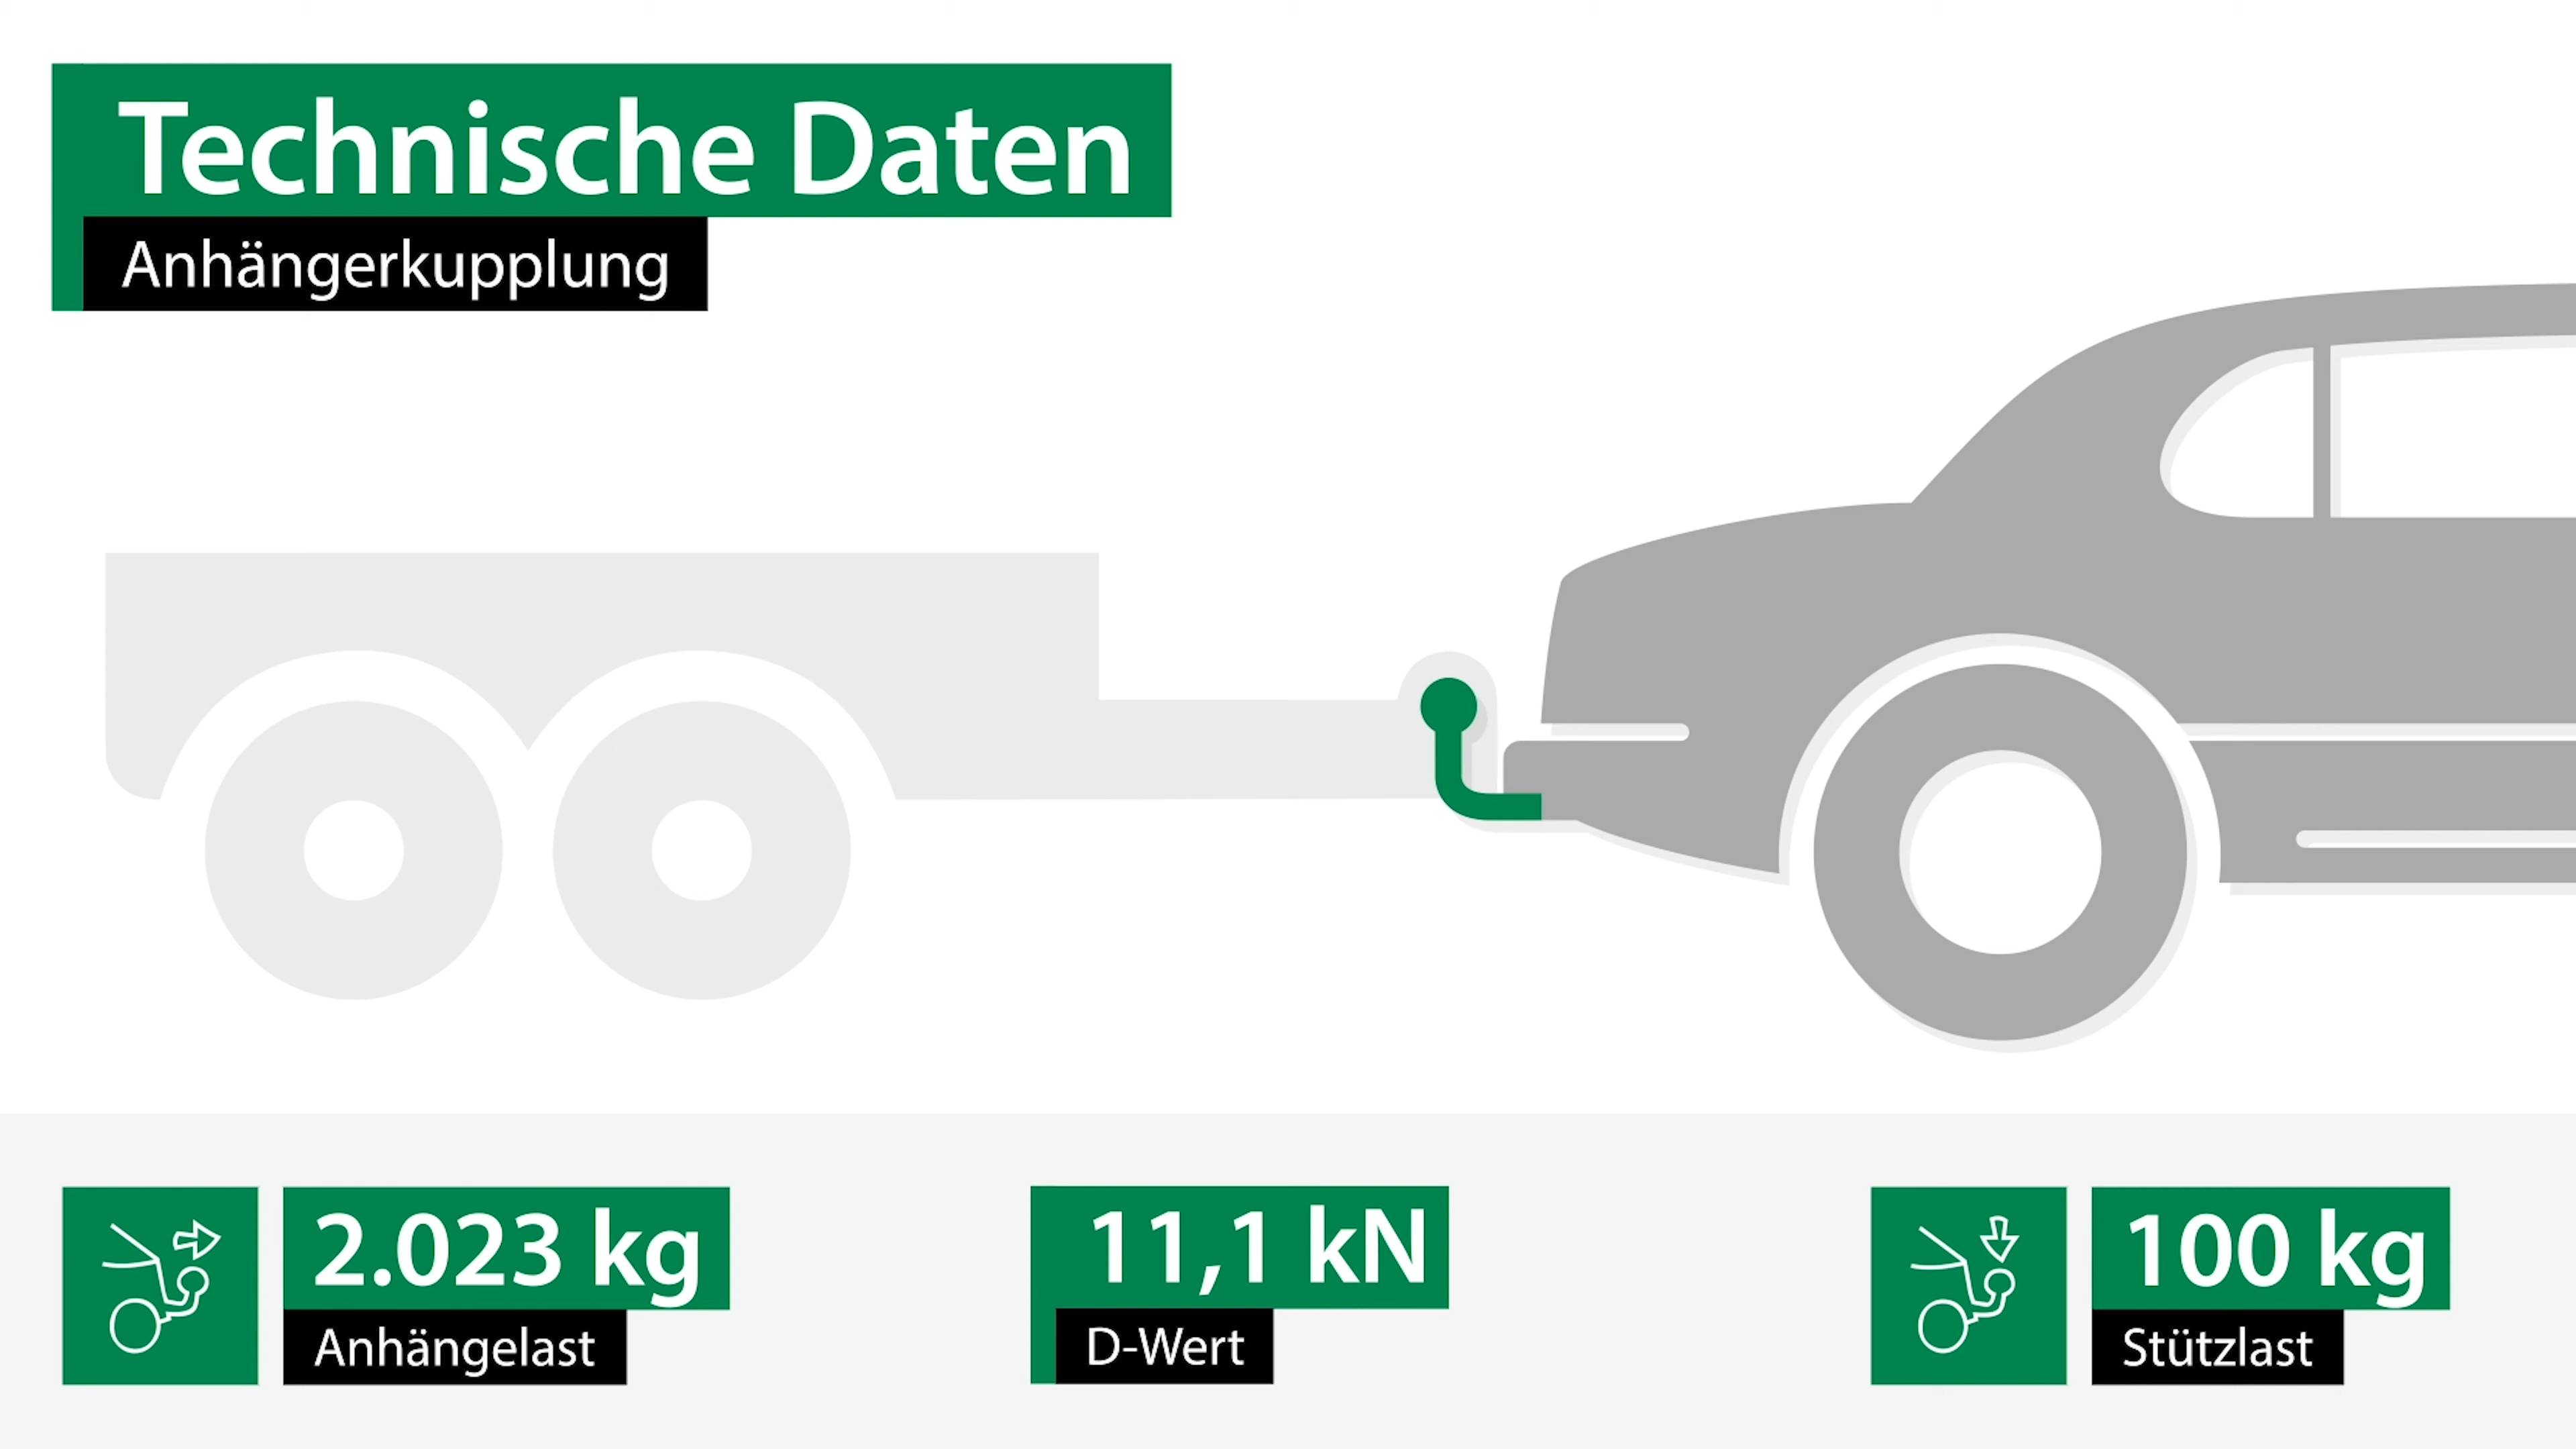 Technische Daten
Anhängerkupplung
2.023 kg
Anhängelast
11,1 kN
D-Wert
100 kg
Stützlast